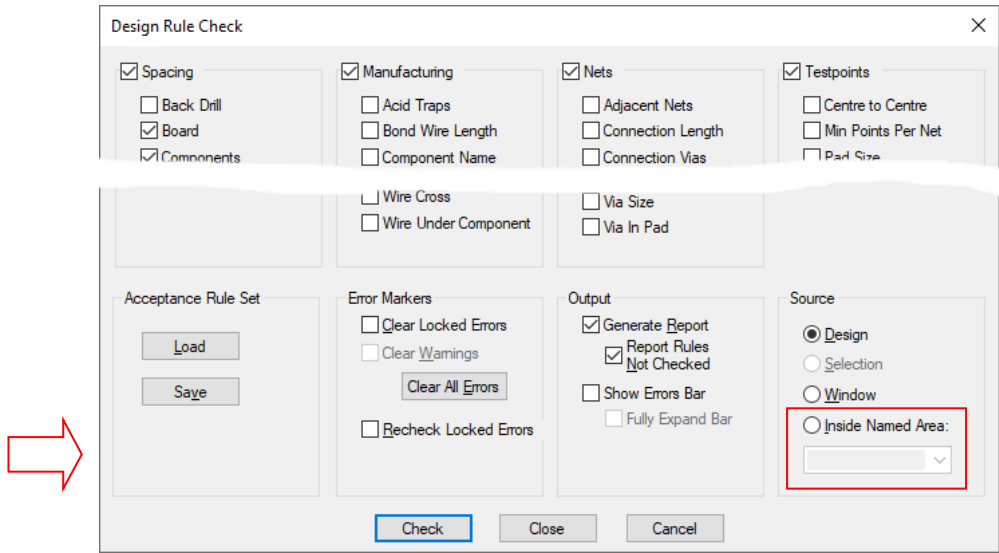 Design Rule Check
Spacing
Back Drill
Board
Components
Manufacturing
Acid Traps
Bond Wire Length
Component Name
Wire Cross
Wire Under Component
Nets
Adjacent Nets
Connection Length
Connection Vias
Via Size
Via In Pad
Testpoints
Centre to Centre
Min Points Per Net
Pad Size
Acceptance Rule Set
Load
Save
Error Markers
Clear Locked Errors
Clear Warnings
Clear All Errors
Recheck Locked Errors
Output
Generate Report
Report Rules
Not Checked
Show Errors Bar
Fully Expand Bar
Source
Design
Selection
Window
Inside Named Area:
Check
Close
Cancel